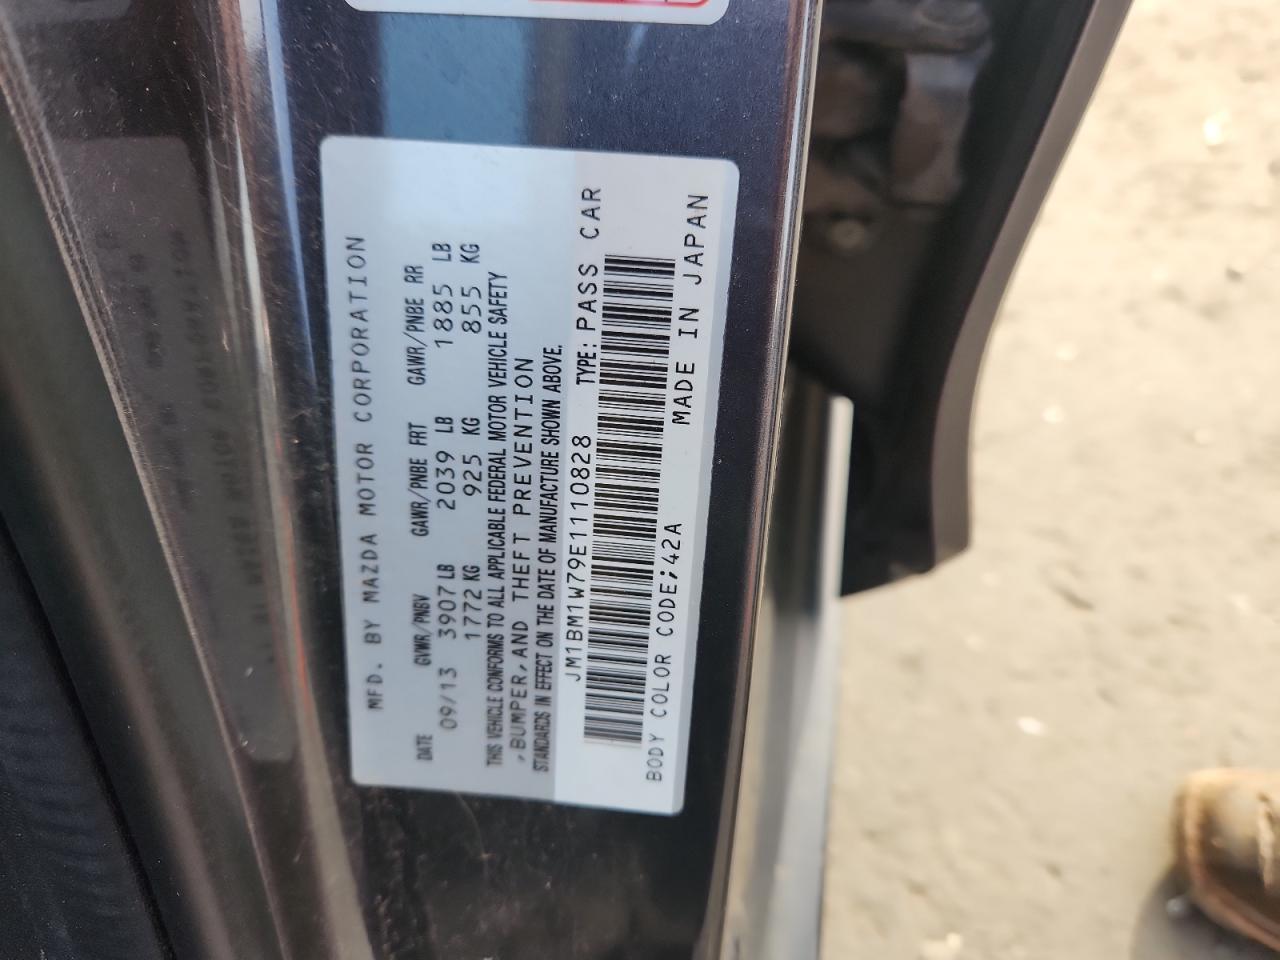 MFD. BY MAZDA MOTOR CORPORATION
DATE GVWR/PNBV GAWR/PNBE FRT GAWR/PNBE RR
09/13 3907 LB 2039 LB 1885 LB
1772 KG 925 KG 855 KG
THIS VEHICLE CONFORMS TO ALL APPLICABLE FEDERAL MOTOR VEHICLE SAFETY
,BUMPER,AND THEFT PREVENTION
STANDARDS IN EFFECT ON THE DATE OF MANUFACTURE SHOWN ABOVE.
JM1BM1W79E1110828 TYPE: PASS CAR
BODY COLOR CODE;42A MADE IN JAPAN